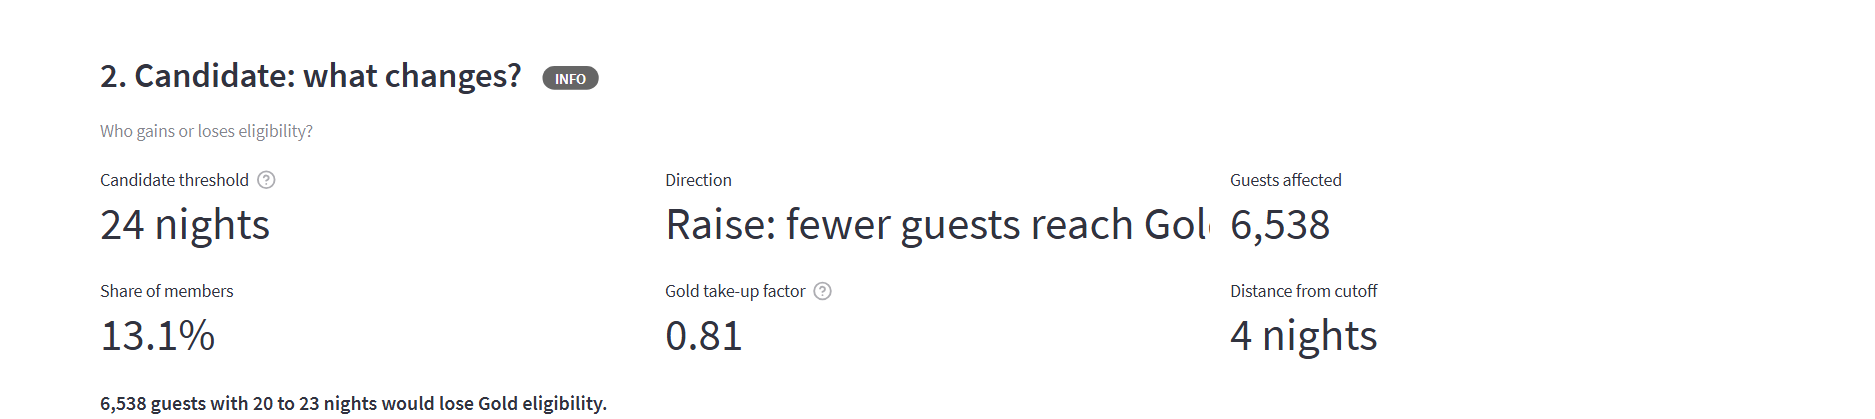 2. Candidate: what changes? INFO
Who gains or loses eligibility?
Candidate threshold ? Direction Guests affected
24 nights Raise: fewer guests reach 6,538
Share of members Gold take-up factor ? Distance from cutoff
13.1% 0.81 4 nights
6,538 guests with 20 to 23 nights would lose Gold eligibility.